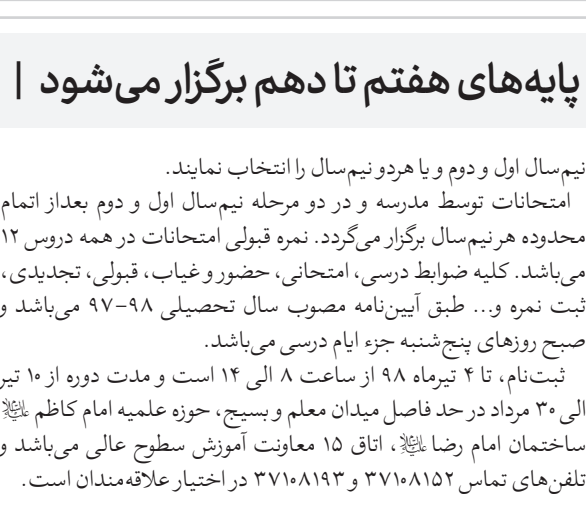 پایه‌های هفتم تا دهم برگزار می‌شود |
نیم‌سال اول و دوم و یا هردو نیم‌سال را انتخاب نمایند.
امتحانات توسط مدرسه و در دو مرحله نیم‌سال اول و دوم بعداز اتمام
محدوده هر نیم‌سال برگزار می‌گردد. نمره قبولی امتحانات در همه دروس ۱۲
می‌باشد. کلیه ضوابط درسی، امتحانی، حضور و غیاب، قبولی، تجدیدی،
ثبت نمره و... طبق آیین‌نامه مصوب سال تحصیلی ۹۸-۹۷ می‌باشد و
صبح روزهای پنج‌شنبه جزء ایام درسی می‌باشد.
ثبت‌نام، تا ۴ تیرماه ۹۸ از ساعت ۸ الی ۱۴ است و مدت دوره از ۱۰ تیر
الی ۳۰ مرداد در حد فاصل میدان معلم و بسیج، حوزه علمیه امام کاظم علیه‌السلام
ساختمان امام رضا علیه‌السلام، اتاق ۱۵ معاونت آموزش سطوح عالی می‌باشد و
تلفن‌های تماس ۳۷۱۰۸۱۵۲ و ۳۷۱۰۸۱۹۳ در اختیار علاقه‌مندان است.